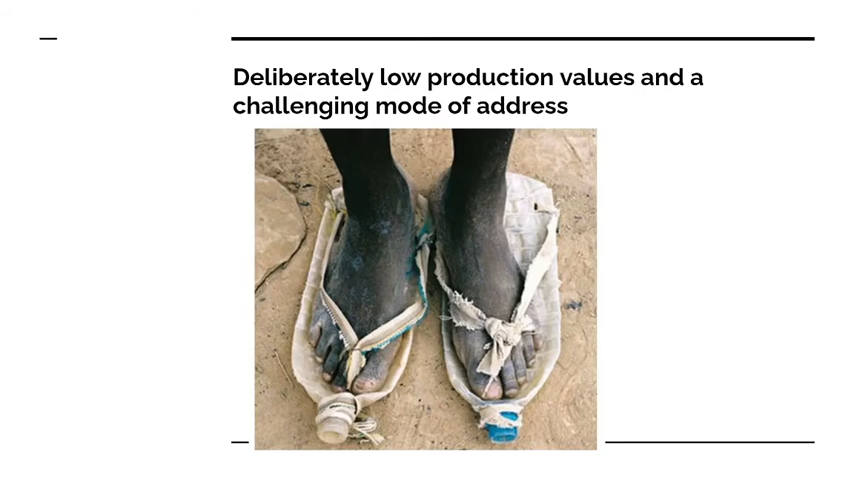 Deliberately low production values and a
challenging mode of address